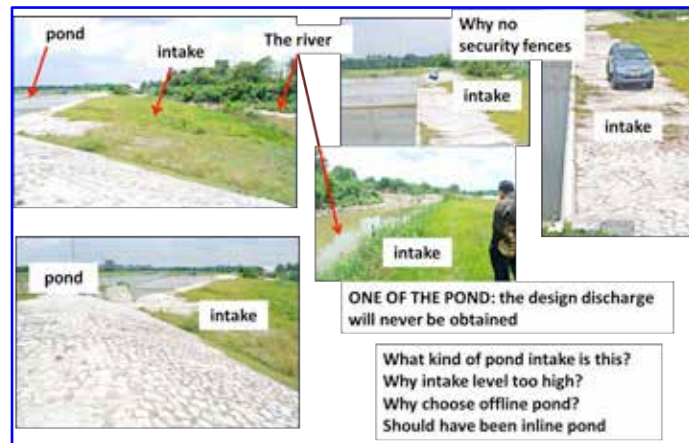 pond
intake
The river
Why no
security fences
intake
intake
intake
pond
intake
ONE OF THE POND: the design discharge
will never be obtained
What kind of pond intake is this?
Why intake level too high?
Why choose offline pond?
Should have been inline pond